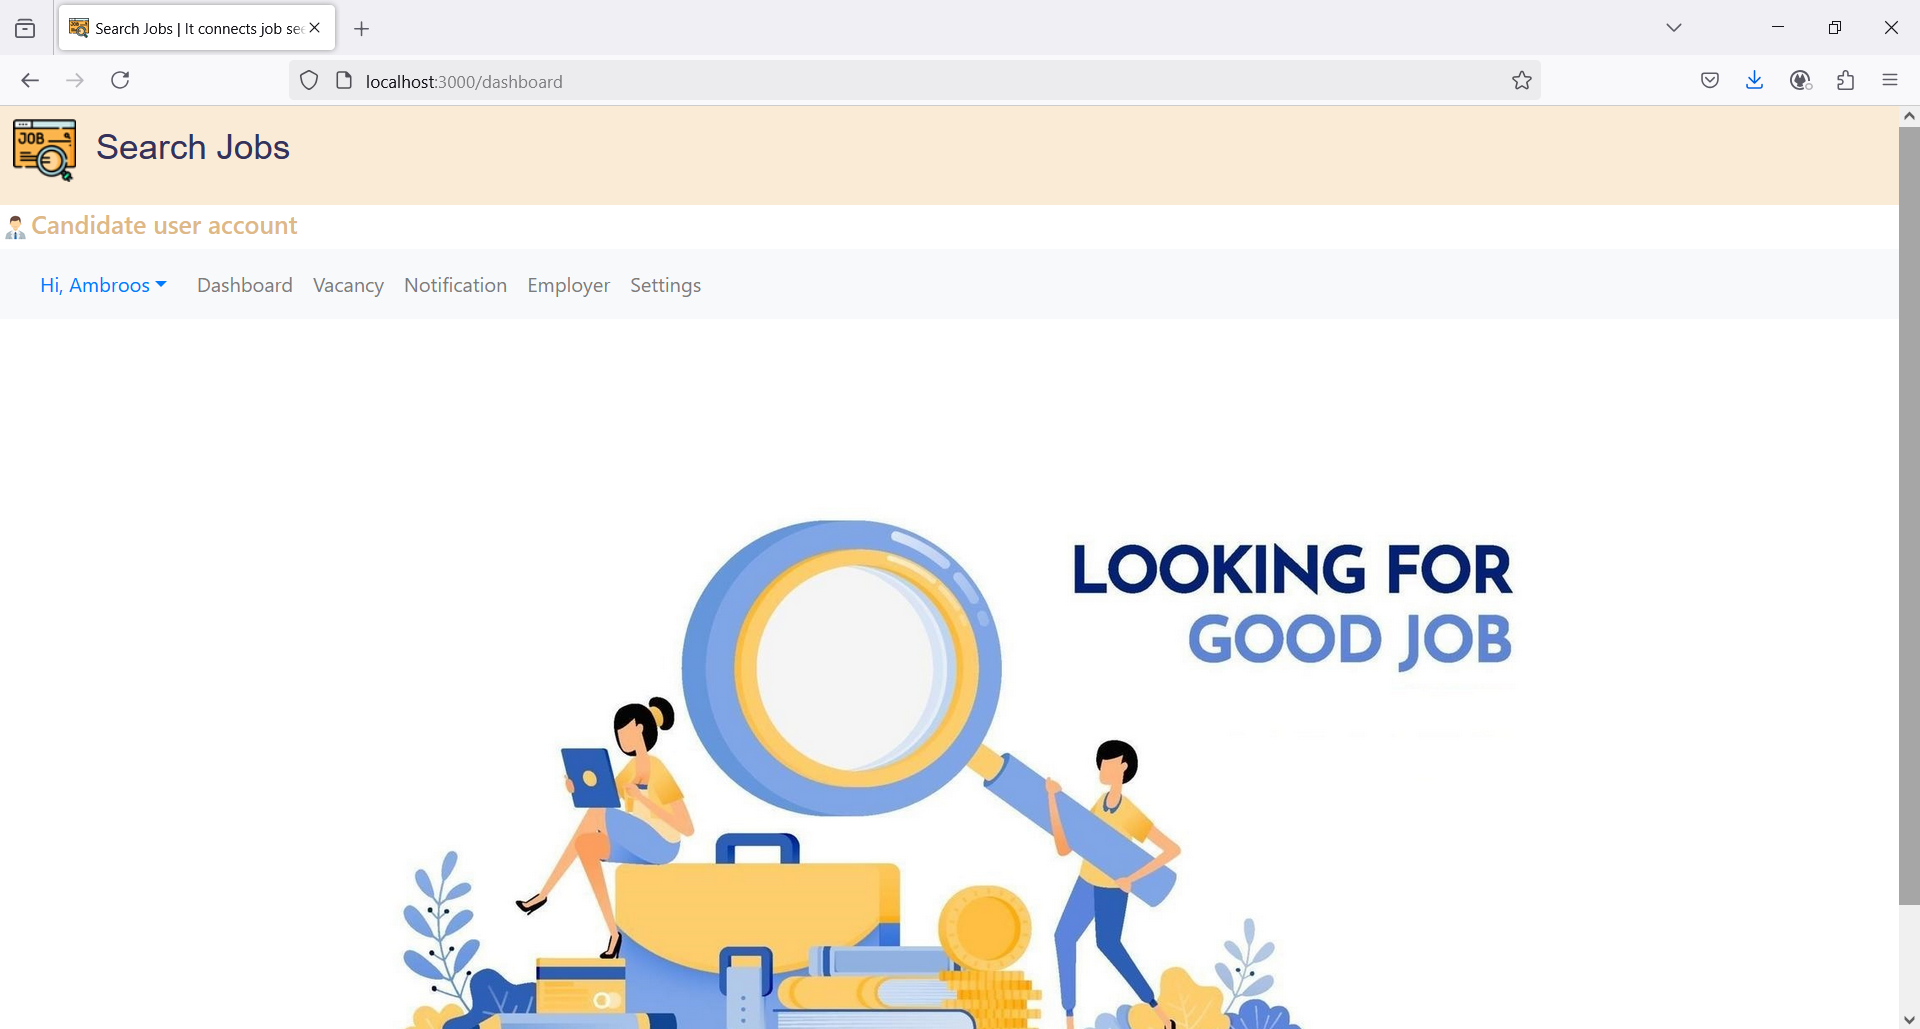 Search Jobs | It connects job see
localhost:3000/dashboard
JOB
Search Jobs
Candidate user account
Hi, Ambroos Dashboard Vacancy Notification Employer Settings
LOOKING FOR
GOOD JOB